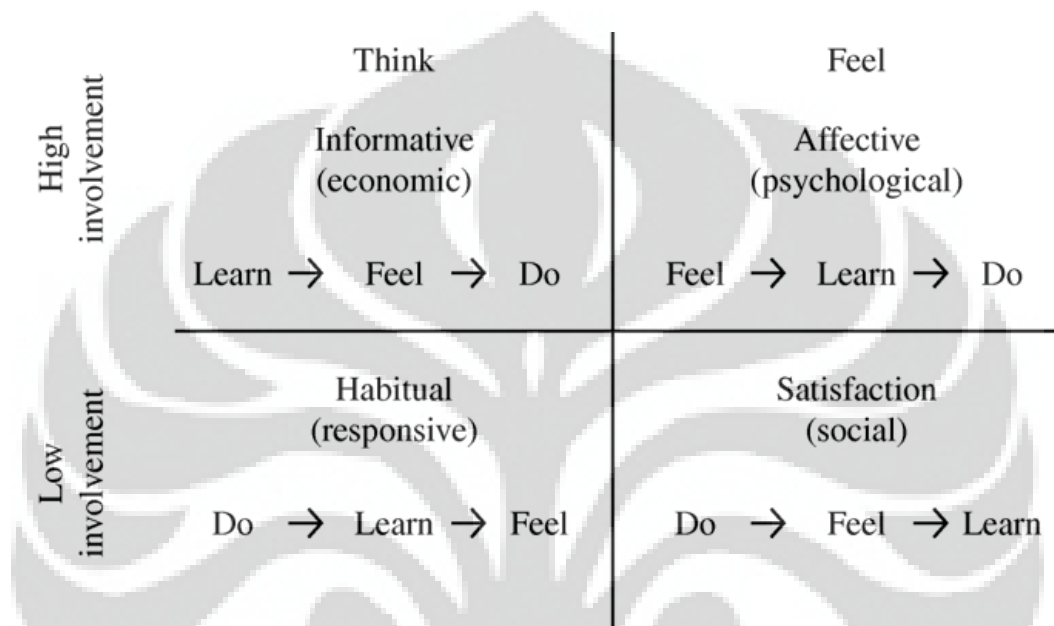 Think
Feel
High
involvement
Informative
(economic)
Affective
(psychological)
Learn → Feel → Do
Feel → Learn → Do
Low
involvement
Habitual
(responsive)
Satisfaction
(social)
Do → Learn → Feel
Do → Feel → Learn